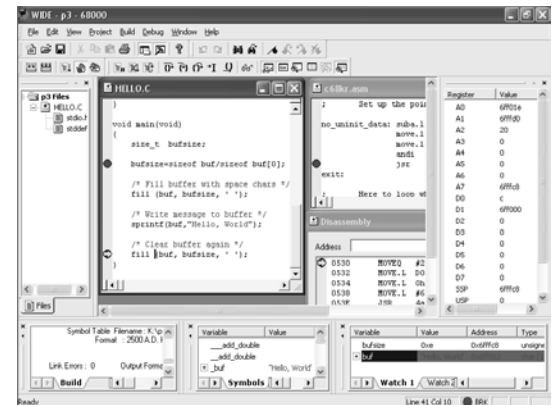 WIDE - p3 - 68000
File Edit View Project Build Debug Window Help
p3 Files
HELLO.C
stdio.h
stddef
Files
HELLO.C
}
void main(void)
{
size_t bufsize;
bufsize=sizeof buf/sizeof buf[0];
/* Fill buffer with space chars */
fill (buf, bufsize, ' ');
/* Write message to buffer */
sprintf(buf,"Hello, World");
/* Clear buffer again */
fill (buf, bufsize, ' ');
}
c68kr.asm
; Set up the poin
no_uninit_data: suba.l
move.l
move.l
andi
jsr
exit:
; Here to loop wh
Disassembly
Address
0530 MOVEQ #2
0532 MOVE.L D0
0534 MOVE.L
0538 MOVE.L #6
053E JSR
Register Value
A0 6ff01e
A1 6fffd0
A2 20
A3 0
A4 0
A5 0
A6 0
A7 6fffc8
D0 c
D1 6ff000
D2 0
D3 0
D4 0
D5 0
D6 0
D7 0
SSP 6fffc8
USP 0
Symbol Table Filename : K:\p
Format : 2500 A.D.
Link Errors : 0 Output Forma
Build
Variable Value
___add_double
__add_double
_buf "Hello, World'
Symbols
Variable Value Address Type
bufsize 0xe 0x6fffc8 unsigne
buf
Watch 1 Watch 2
Ready Line 41 Col 10 BRK